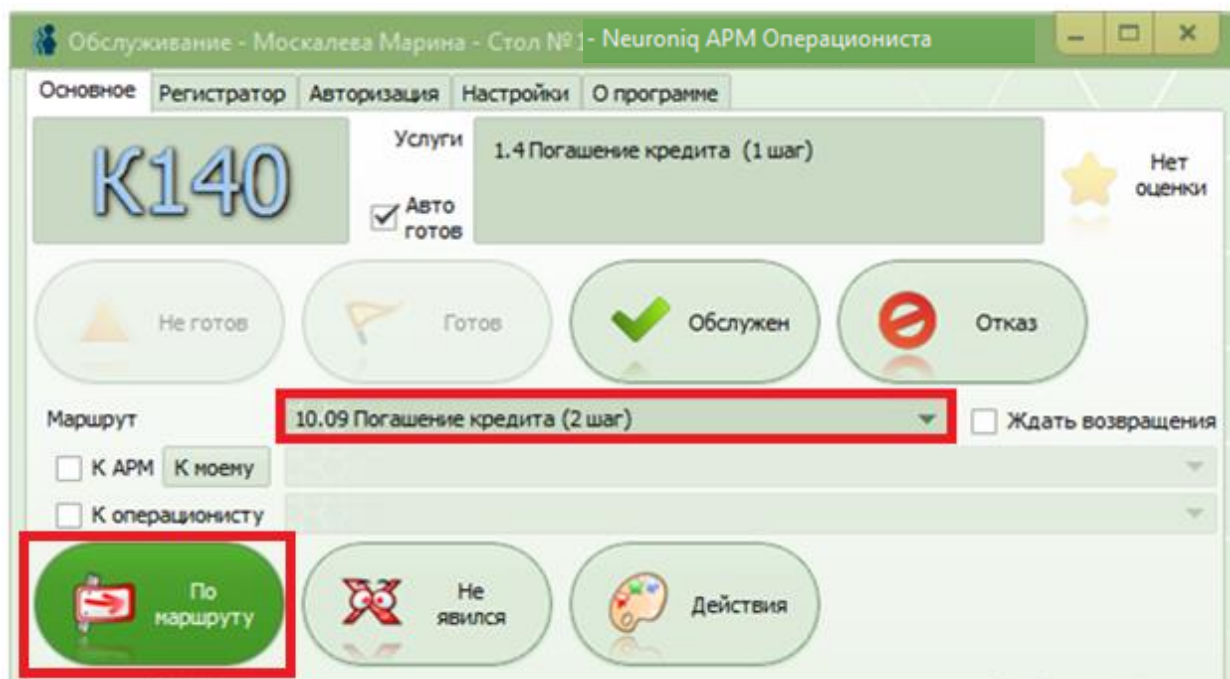 Обслуживание - Москалева Марина - Стол №1 - Neuroniq АРМ Операциониста
Основное Регистратор Авторизация Настройки О программе
К140
Услуги
1.4 Погашение кредита (1 шаг)
Авто
готов
Нет
оценки
Не готов
Готов
Обслужен
Отказ
Маршрут 10.09 Погашение кредита (2 шаг) Ждать возвращения
К АРМ К моему
К операционисту
По
маршруту
Не
явился
Действия